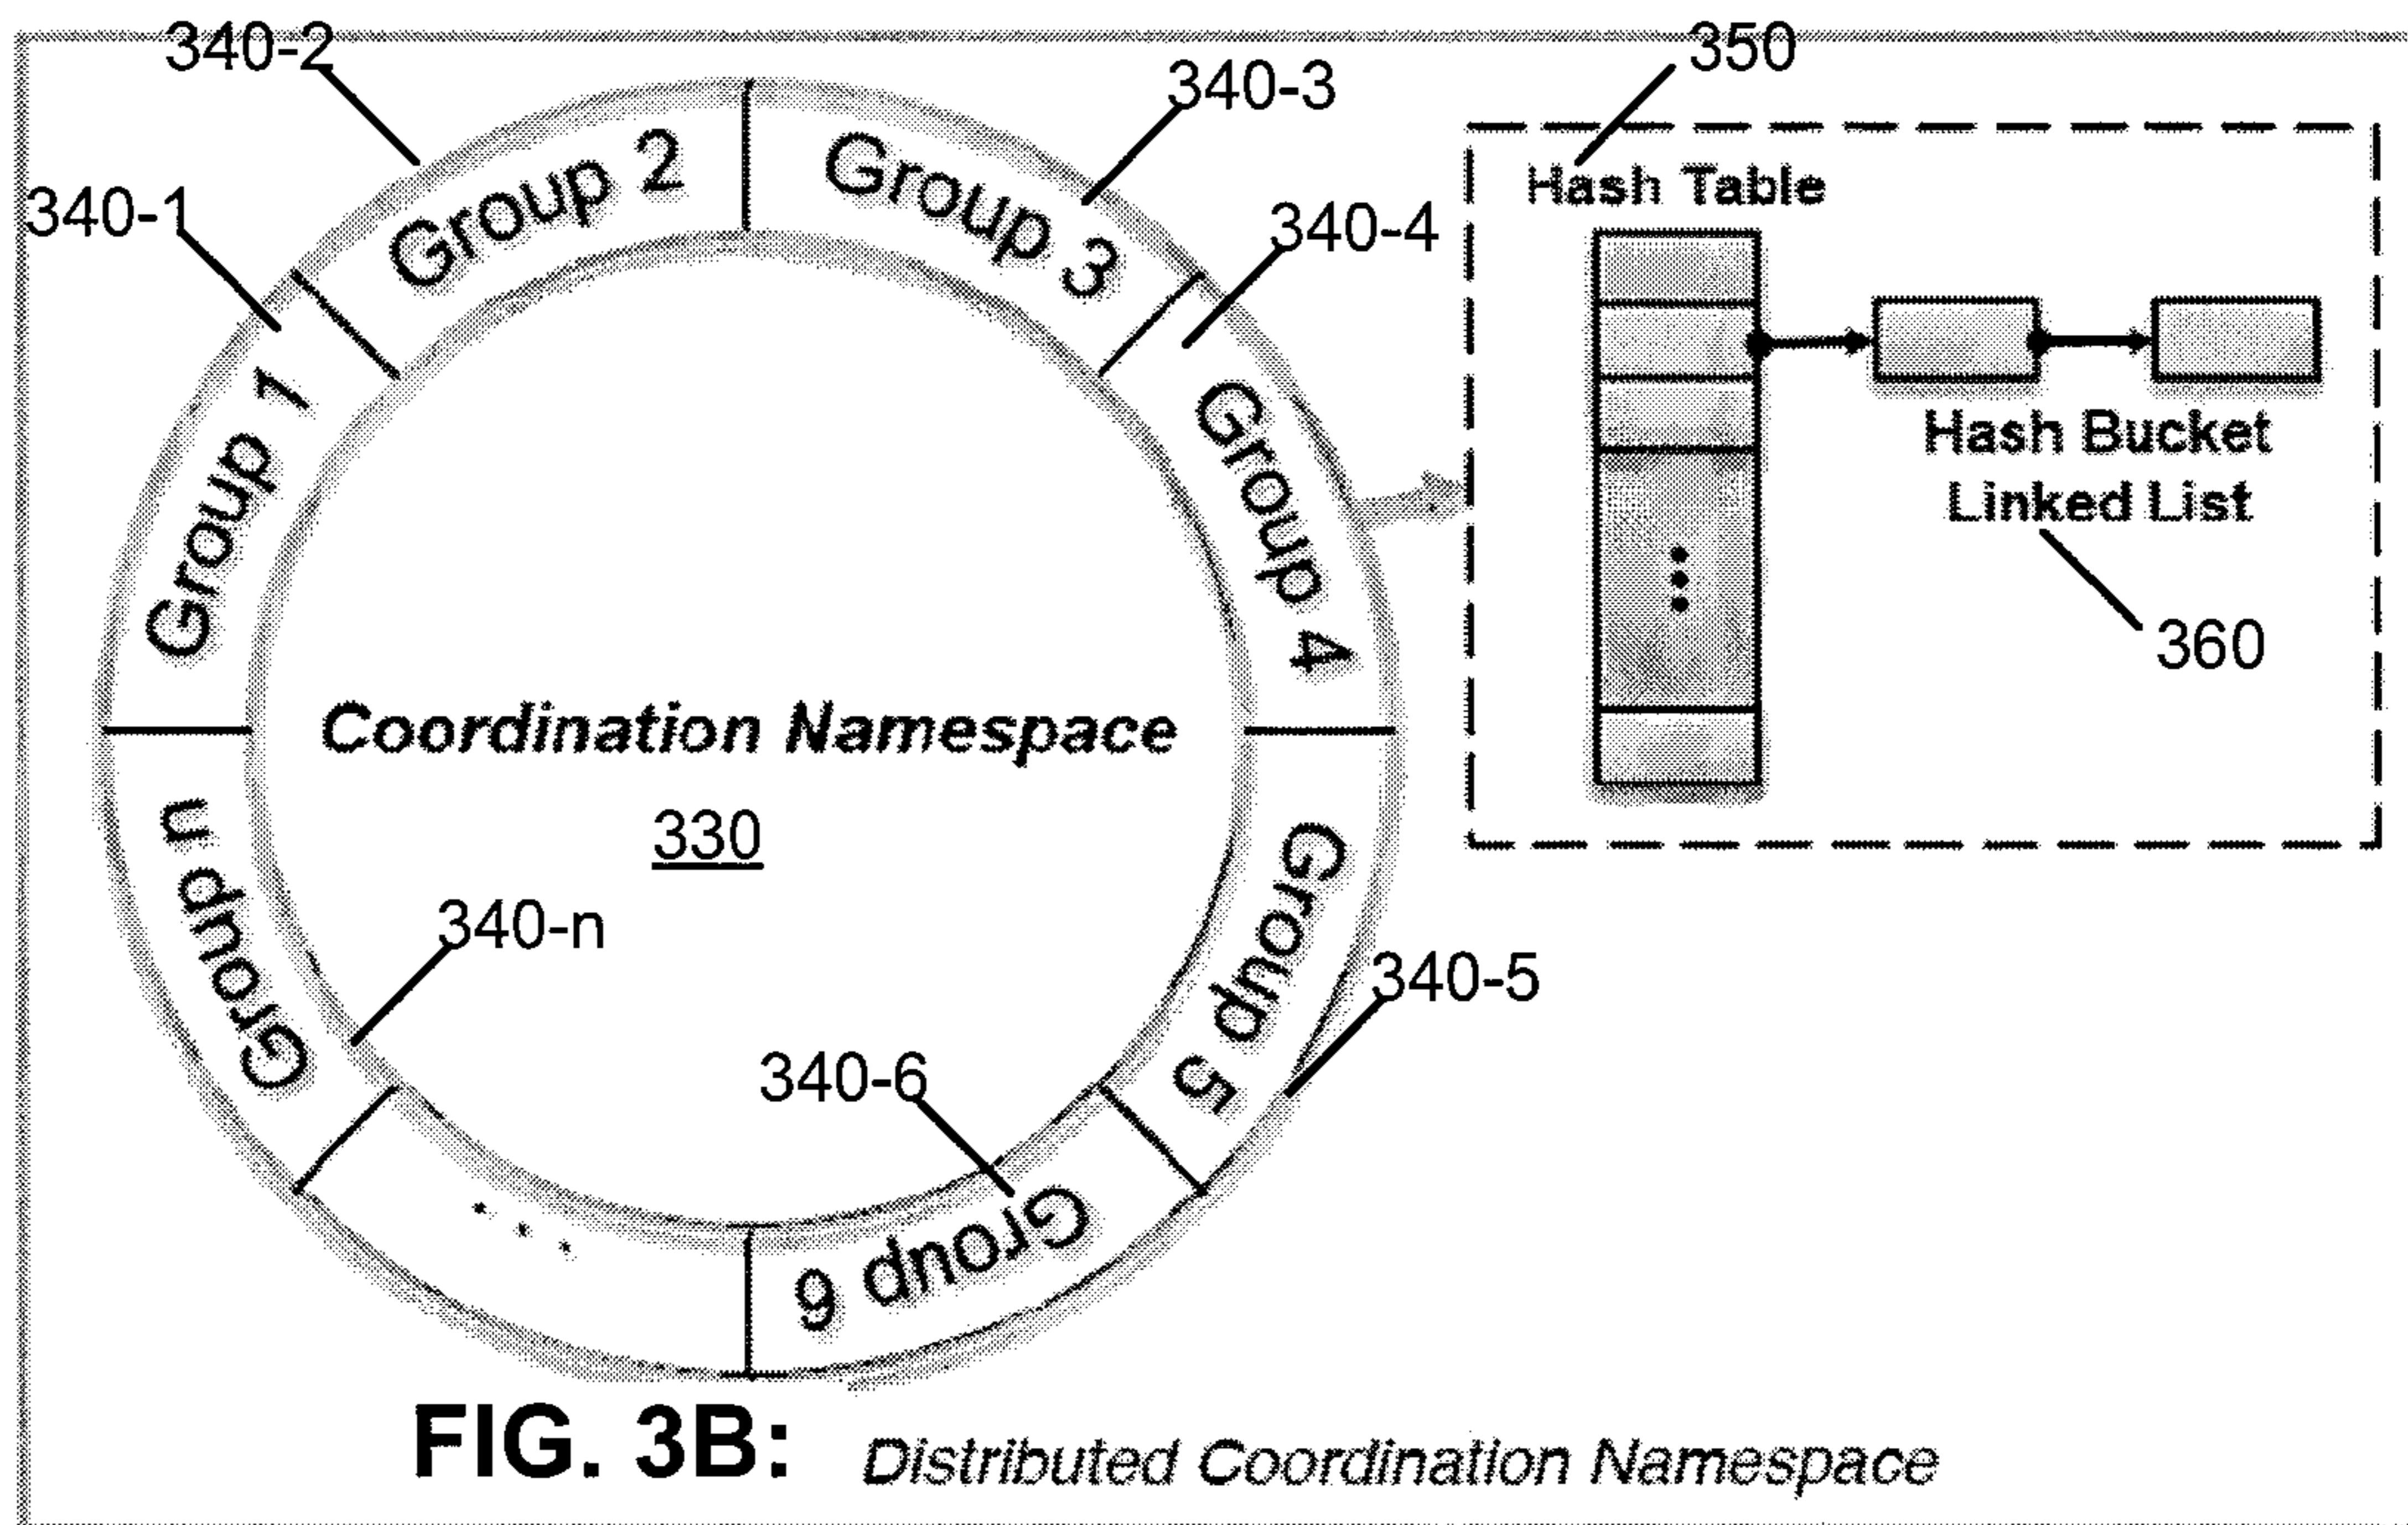 340-2
350
340-3
340-1
340-4
Group 2
Group 3
Hash Table
Group 1
Group 4
Hash Bucket
Linked List
360
Coordination Namespace
330
Group n
340-n
Group 5
340-5
340-6
Group 6
...
FIG. 3B: Distributed Coordination Namespace